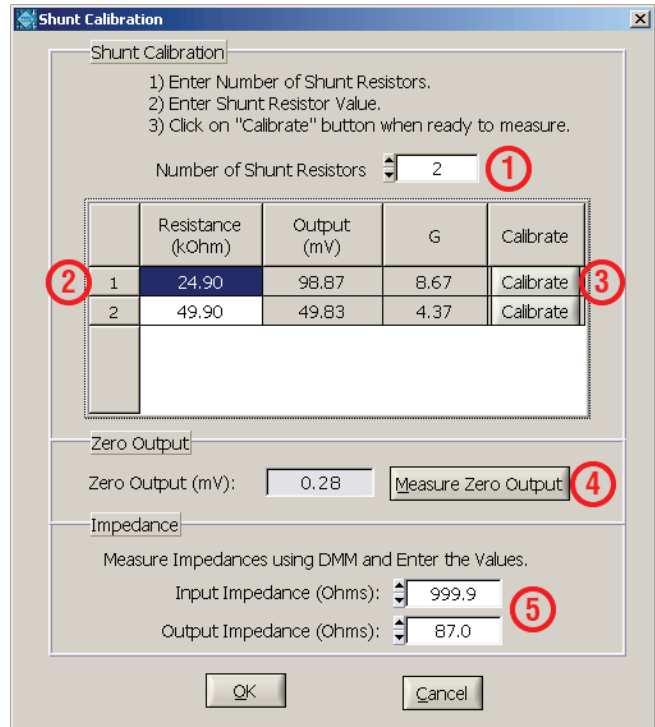 Shunt Calibration
Shunt Calibration
1) Enter Number of Shunt Resistors.
2) Enter Shunt Resistor Value.
3) Click on "Calibrate" button when ready to measure.
Number of Shunt Resistors 2 1
Resistance (kOhm) Output (mV) G Calibrate
2 1 24.90 98.87 8.67 Calibrate 3
2 49.90 49.83 4.37 Calibrate
Zero Output
Zero Output (mV): 0.28 Measure Zero Output 4
Impedance
Measure Impedances using DMM and Enter the Values.
Input Impedance (Ohms): 999.9
5
Output Impedance (Ohms): 87.0
OK Cancel